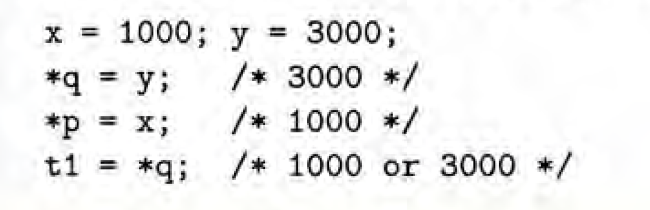 x = 1000; y = 3000;
*q = y; /* 3000 */
*p = x; /* 1000 */
t1 = *q; /* 1000 or 3000 */